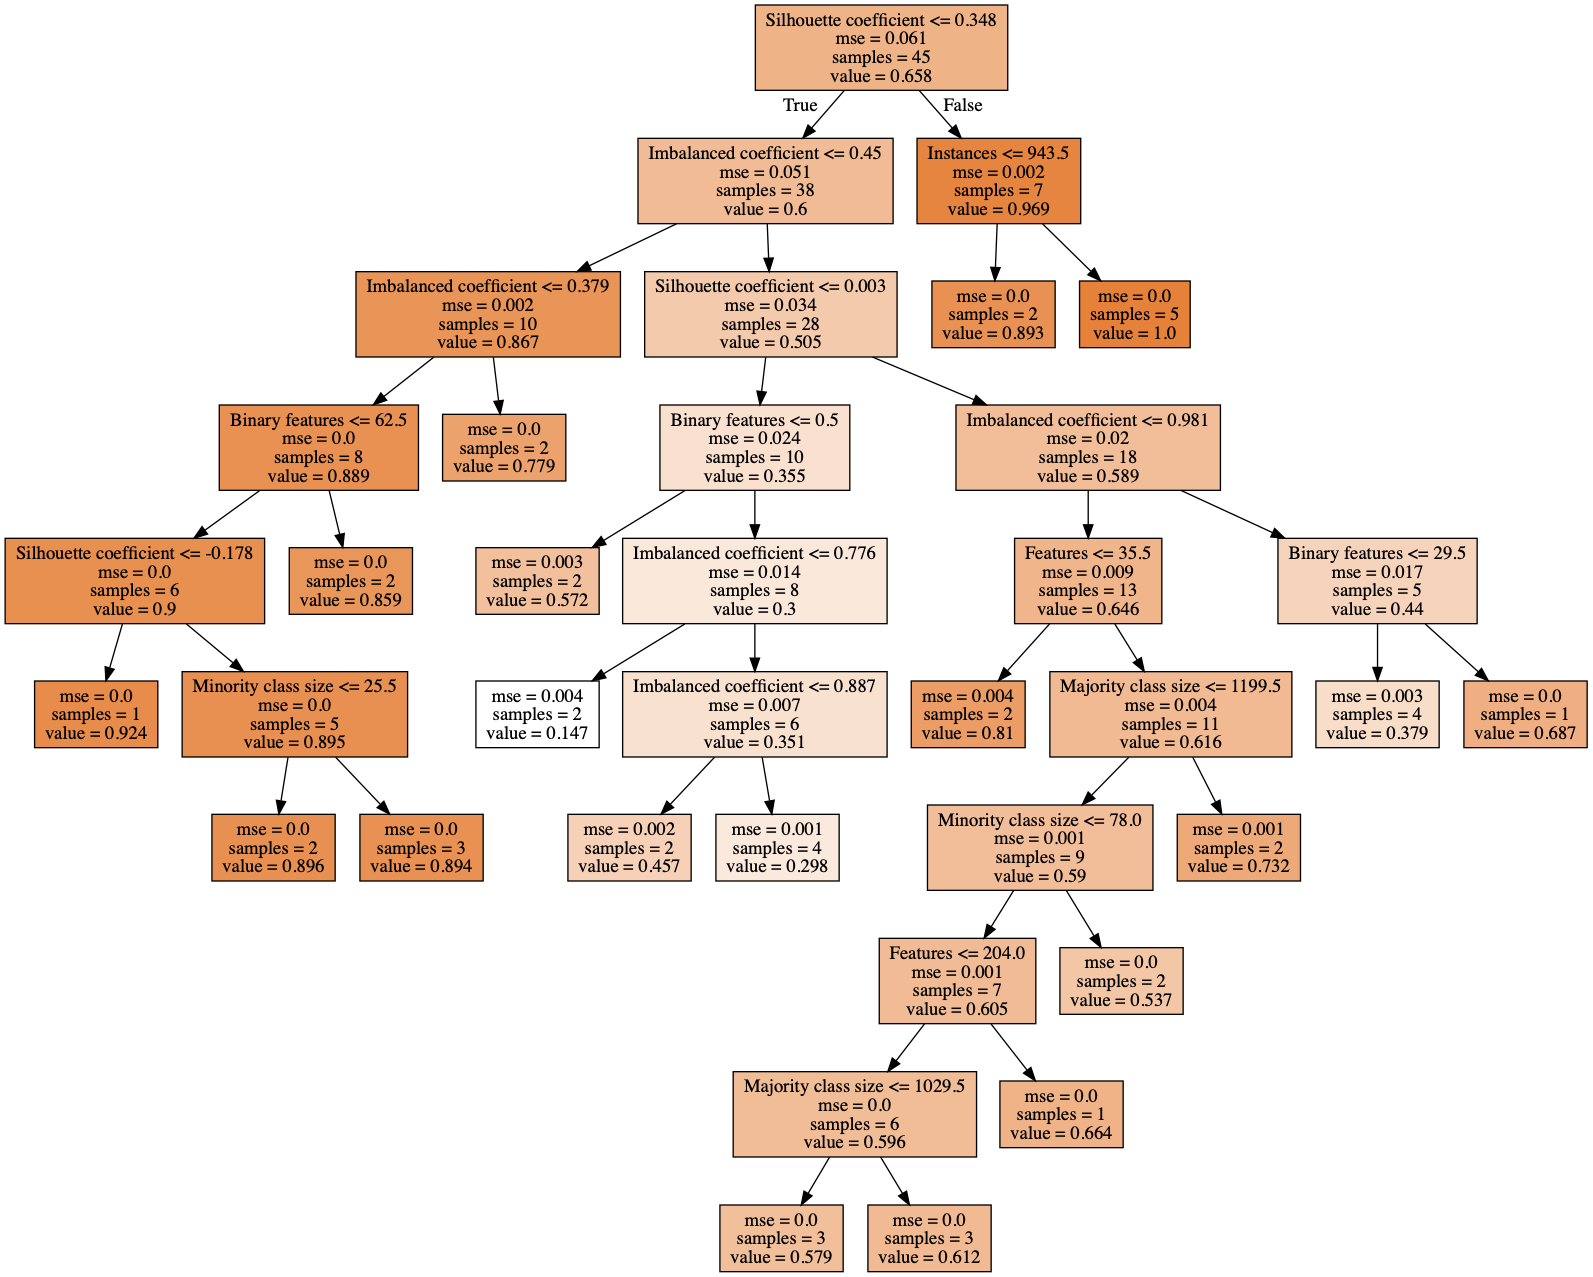 Silhouette coefficient <= 0.348
mse = 0.061
samples = 45
value = 0.658
True
False
Imbalanced coefficient <= 0.45
mse = 0.051
samples = 38
value = 0.6
Instances <= 943.5
mse = 0.002
samples = 7
value = 0.969
Imbalanced coefficient <= 0.379
mse = 0.002
samples = 10
value = 0.867
Silhouette coefficient <= 0.003
mse = 0.034
samples = 28
value = 0.505
mse = 0.0
samples = 2
value = 0.893
mse = 0.0
samples = 5
value = 1.0
Binary features <= 62.5
mse = 0.0
samples = 8
value = 0.889
mse = 0.0
samples = 2
value = 0.779
Binary features <= 0.5
mse = 0.024
samples = 10
value = 0.355
Imbalanced coefficient <= 0.981
mse = 0.02
samples = 18
value = 0.589
Silhouette coefficient <= -0.178
mse = 0.0
samples = 6
value = 0.9
mse = 0.0
samples = 2
value = 0.859
mse = 0.003
samples = 2
value = 0.572
Imbalanced coefficient <= 0.776
mse = 0.014
samples = 8
value = 0.3
Features <= 35.5
mse = 0.009
samples = 13
value = 0.646
Binary features <= 29.5
mse = 0.017
samples = 5
value = 0.44
mse = 0.0
samples = 1
value = 0.924
Minority class size <= 25.5
mse = 0.0
samples = 5
value = 0.895
mse = 0.004
samples = 2
value = 0.147
Imbalanced coefficient <= 0.887
mse = 0.007
samples = 6
value = 0.351
mse = 0.004
samples = 2
value = 0.81
Majority class size <= 1199.5
mse = 0.004
samples = 11
value = 0.616
mse = 0.003
samples = 4
value = 0.379
mse = 0.0
samples = 1
value = 0.687
mse = 0.0
samples = 2
value = 0.896
mse = 0.0
samples = 3
value = 0.894
mse = 0.002
samples = 2
value = 0.457
mse = 0.001
samples = 4
value = 0.298
Minority class size <= 78.0
mse = 0.001
samples = 9
value = 0.59
mse = 0.001
samples = 2
value = 0.732
Features <= 204.0
mse = 0.001
samples = 7
value = 0.605
mse = 0.0
samples = 2
value = 0.537
Majority class size <= 1029.5
mse = 0.0
samples = 6
value = 0.596
mse = 0.0
samples = 1
value = 0.664
mse = 0.0
samples = 3
value = 0.579
mse = 0.0
samples = 3
value = 0.612